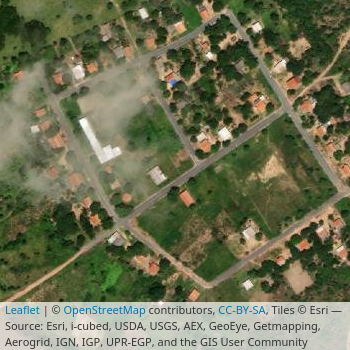 Leaflet | © OpenStreetMap contributors, CC-BY-SA, Tiles © Esri —
Source: Esri, i-cubed, USDA, USGS, AEX, GeoEye, Getmapping,
Aerogrid, IGN, IGP, UPR-EGP, and the GIS User Community